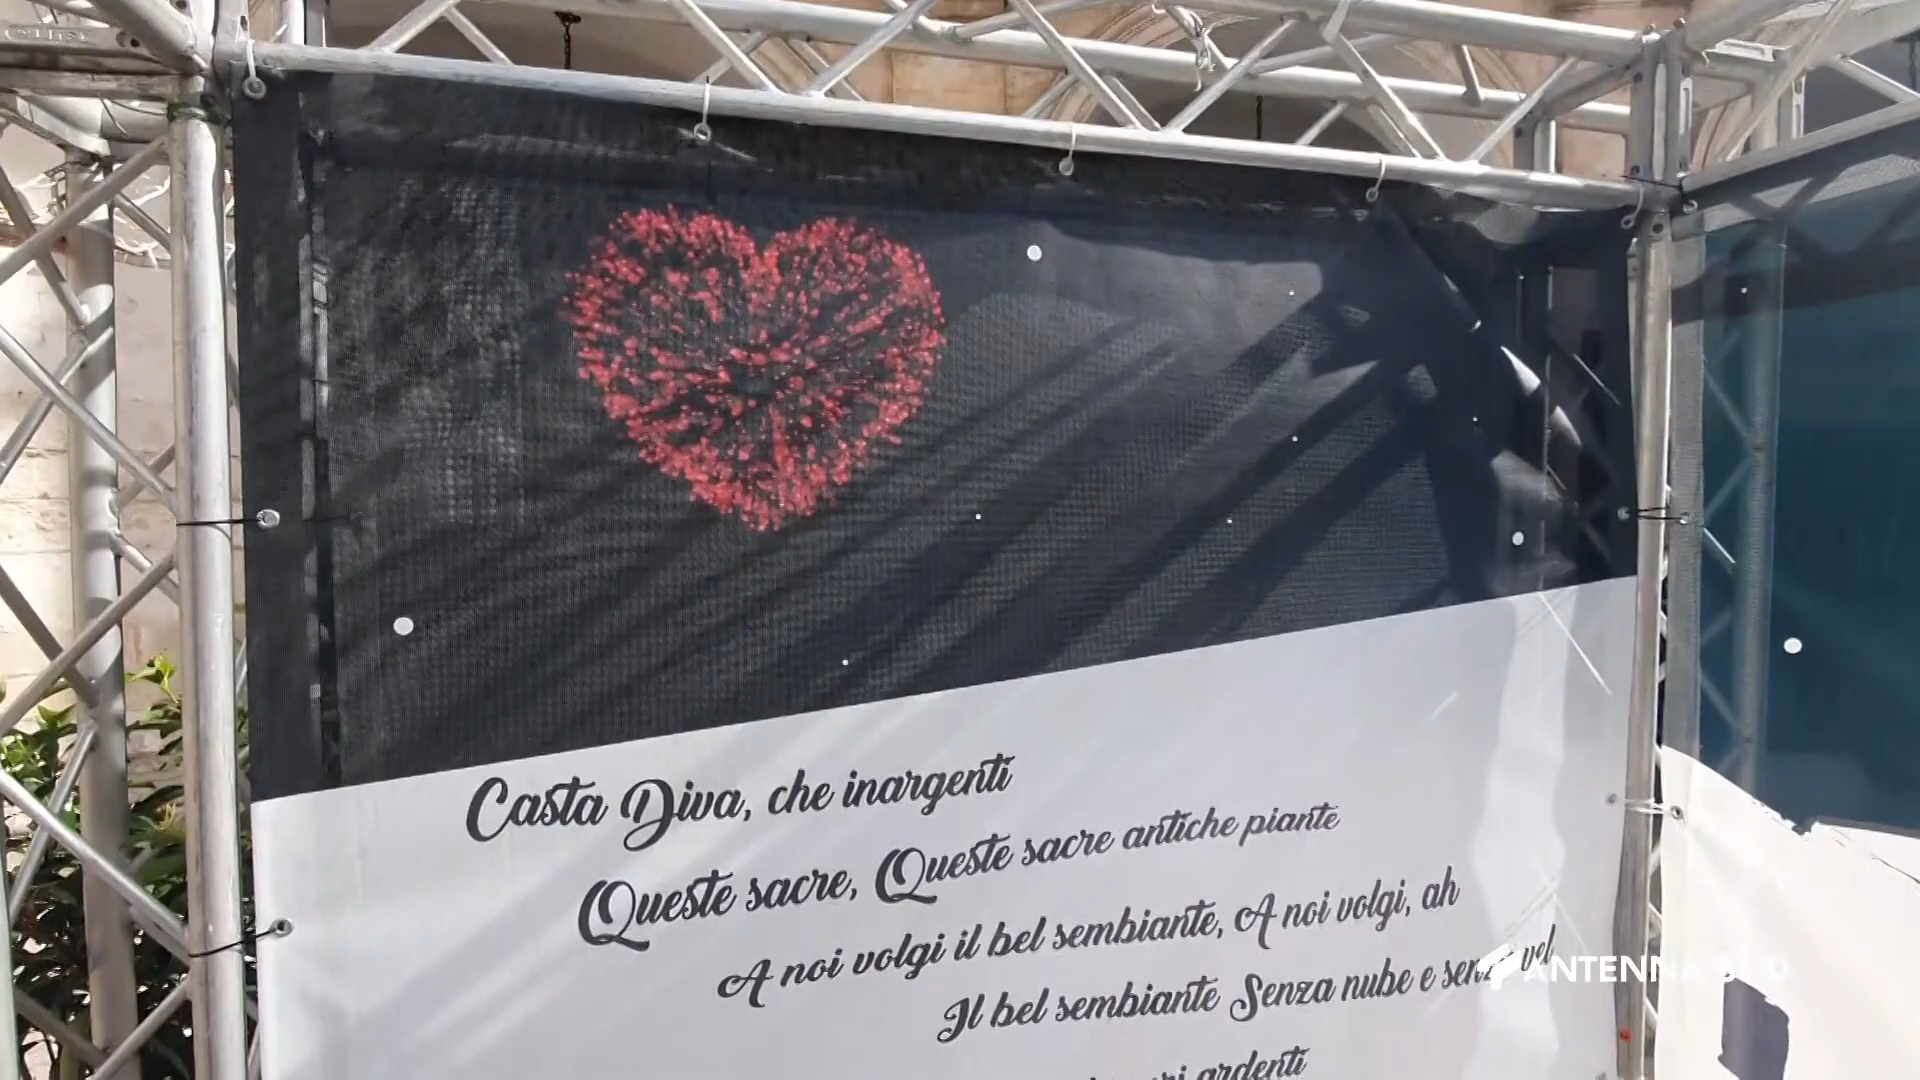 Casta Diva, che inargenti
Queste sacre, Queste sacre antiche piante
A noi volgi il bel sembiante, A noi volgi, ah
Il bel sembiante Senza nube e senza vel
ardenti
ANTENNA SUD